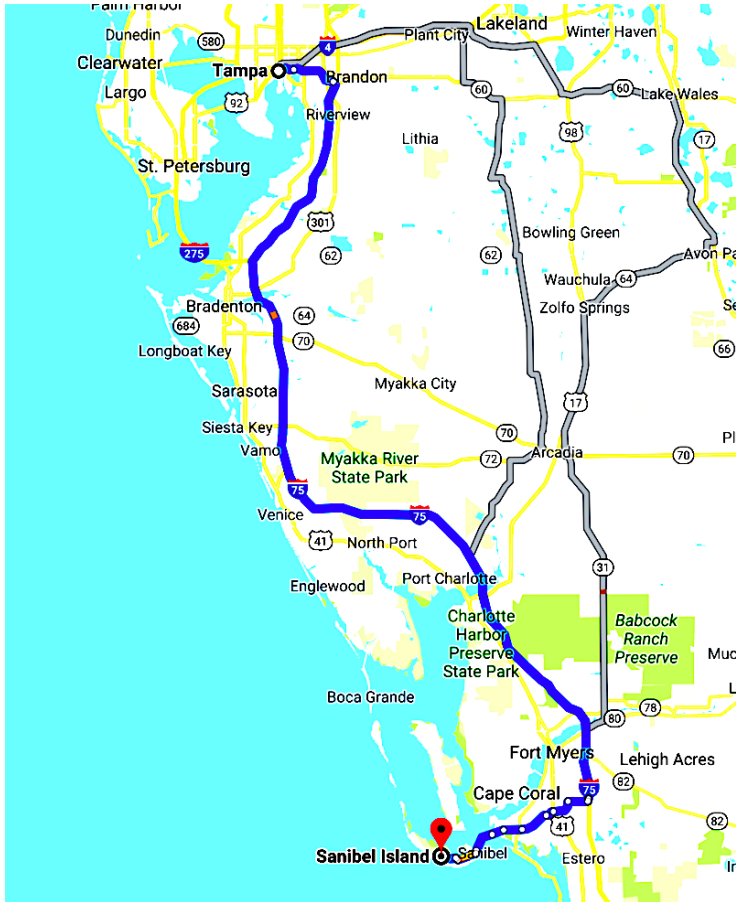 Palm Harbor
Lakeland
Dunedin
580
4
Plant City
Winter Haven
Clearwater
Tampa
Brandon
60
60
Lake Wales
Largo
92
Riverview
98
17
Lithia
St. Petersburg
301
Bowling Green
275
62
62
Avon Pa
Wauchula
64
Bradenton
64
Zolfo Springs
Se
684
70
66
Longboat Key
Myakka City
Sarasota
17
Siesta Key
70
Pl
Vamo
Myakka River
State Park
72
Arcadia
70
75
Venice
75
41
North Port
Englewood
Port Charlotte
31
Charlotte
Harbor
Preserve
State Park
Babcock
Ranch
Preserve
Muc
Boca Grande
L
80
78
Fort Myers
Lehigh Acres
Cape Coral
75
82
41
82
Sanibel Island
Sanibel
Estero
In